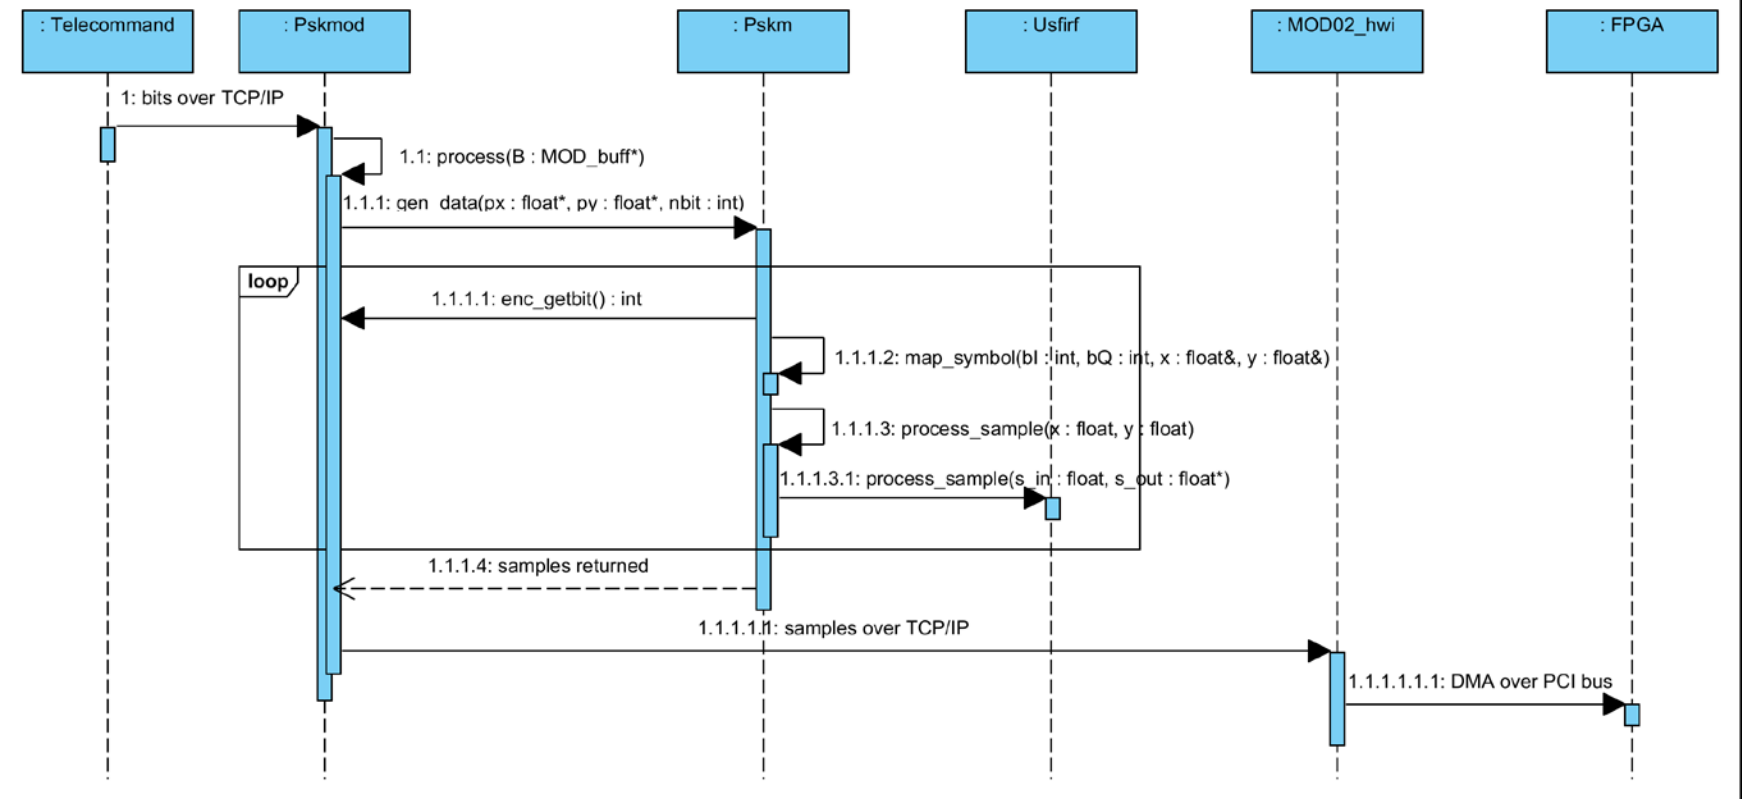 : Telecommand
: Pskmod
: Pskm
: Usfirf
: MOD02_hwi
: FPGA
1: bits over TCP/IP
1.1: process(B : MOD_buff*)
1.1.1: gen_data(px : float*, py : float*, nbit : int)
loop
1.1.1.1: enc_getbit() : int
1.1.1.2: map_symbol(bI : int, bQ : int, x : float&, y : float&)
1.1.1.3: process_sample(x : float, y : float)
1.1.1.3.1: process_sample(s_in : float, s_out : float*)
1.1.1.4: samples returned
1.1.1.1.1: samples over TCP/IP
1.1.1.1.1.1: DMA over PCI bus